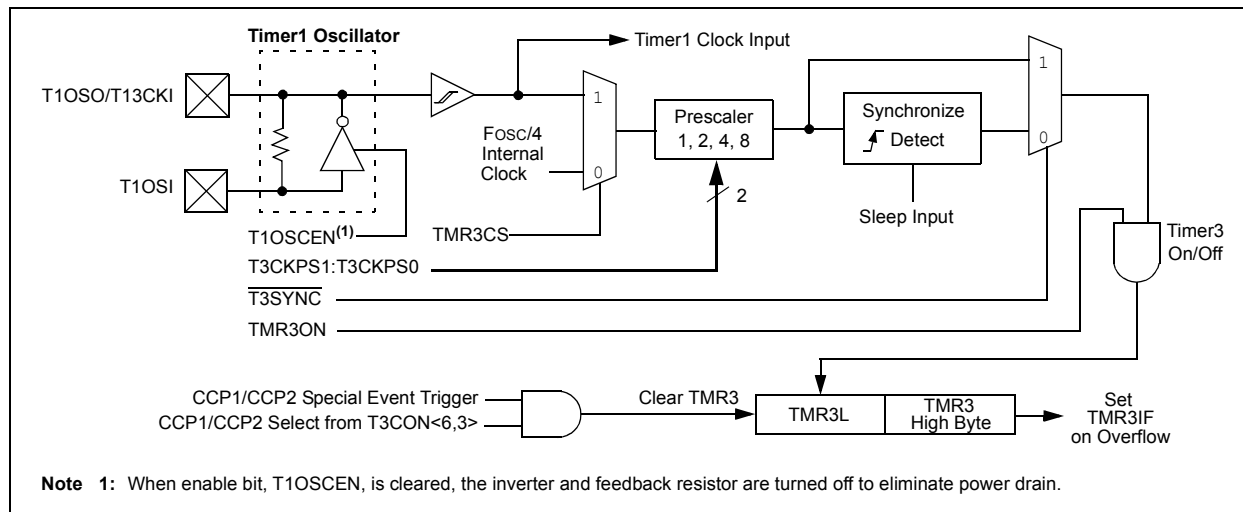 Timer1 Oscillator
Timer1 Clock Input
T1OSO/T13CKI
1
FOSC/4
Internal
Clock
0
Prescaler
1, 2, 4, 8
Synchronize
Detect
1
0
T1OSI
2
Sleep Input
T1OSCEN(1)
TMR3CS
Timer3
On/Off
T3CKPS1:T3CKPS0
T3SYNC
TMR3ON
CCP1/CCP2 Special Event Trigger
CCP1/CCP2 Select from T3CON<6,3>
Clear TMR3
TMR3L
TMR3
High Byte
Set
TMR3IF
on Overflow
Note 1: When enable bit, T1OSCEN, is cleared, the inverter and feedback resistor are turned off to eliminate power drain.